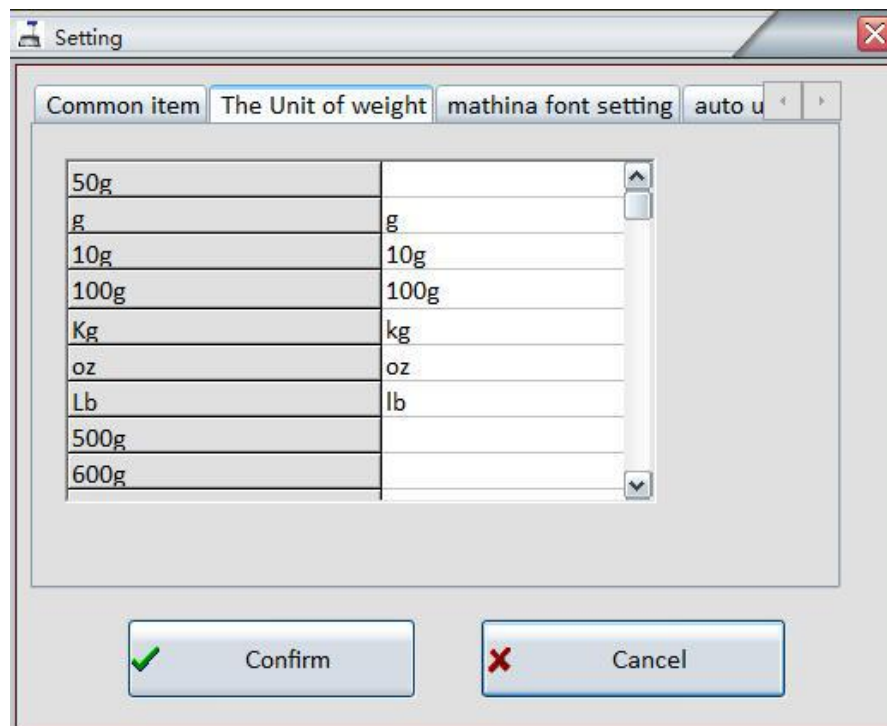 Setting
Common item The Unit of weight mathina font setting auto u
50g
g g
10g 10g
100g 100g
Kg kg
oz oz
Lb lb
500g
600g
Confirm Cancel